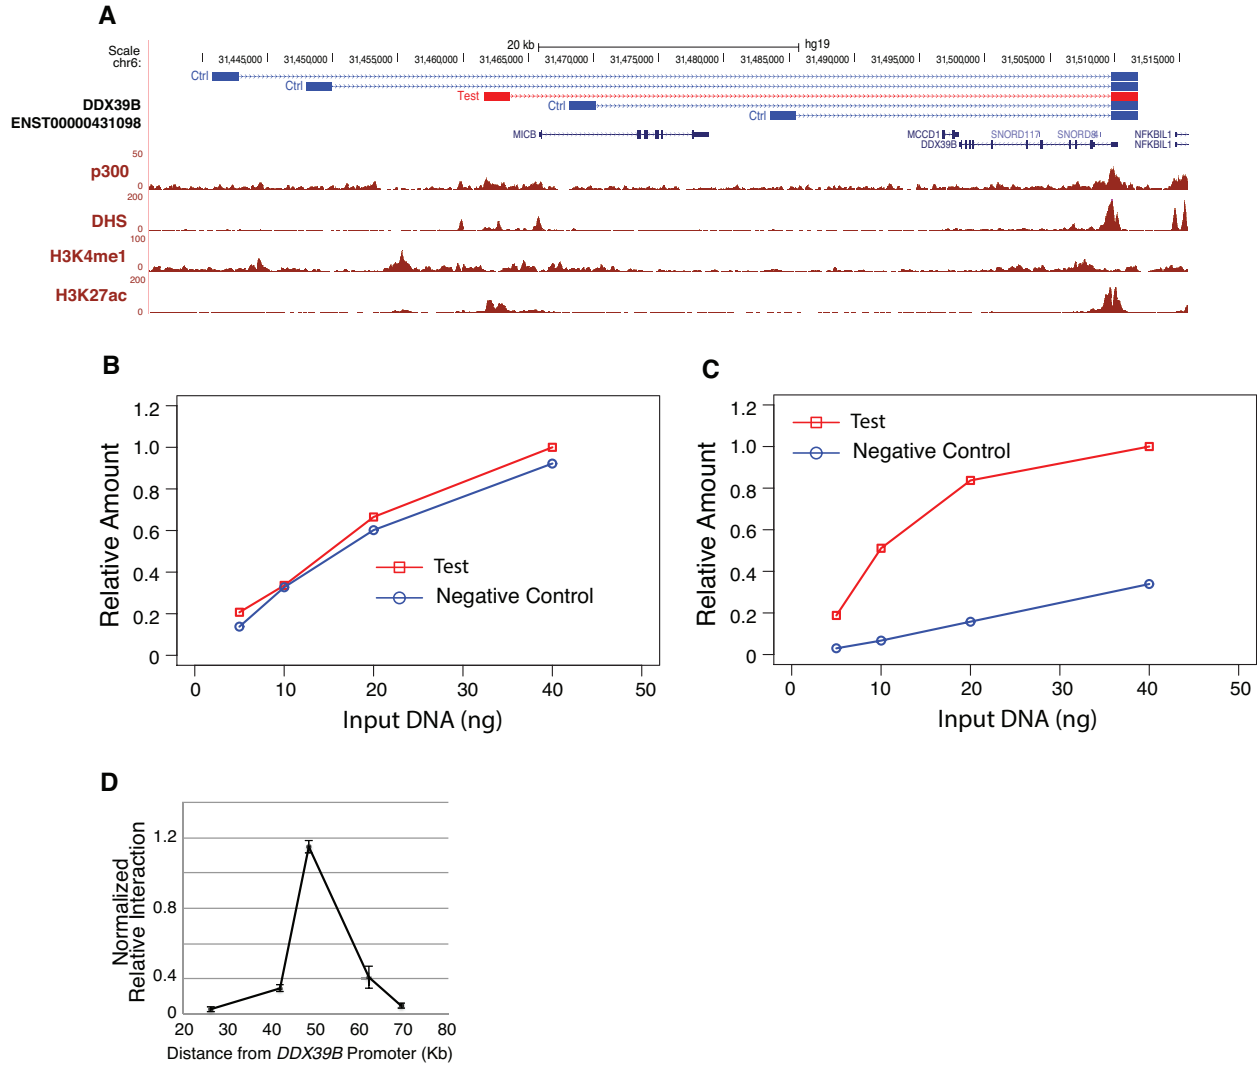 A
Scale
chr6:
20 kb
hg19
31,445,000
31,450,000
31,455,000
31,460,000
31,465,000
31,470,000
31,475,000
31,480,000
31,485,000
31,490,000
31,495,000
31,500,000
31,505,000
31,510,000
31,515,000
Ctrl
Ctrl
Test
Ctrl
Ctrl
DDX39B
ENST00000431098
MICB
MCCD1
SNORD117
SNORD84
NFKBIL1
DDX39B
NFKBIL1
50
p300
0
200
DHS
0
100
H3K4me1
0
200
H3K27ac
0
B
Relative Amount
1.2
1.0
0.8
0.6
0.4
0.2
0
Test
Negative Control
0 10 20 30 40 50
Input DNA (ng)
C
Relative Amount
1.2
1.0
0.8
0.6
0.4
0.2
0
Test
Negative Control
0 10 20 30 40 50
Input DNA (ng)
D
Normalized
Relative Interaction
1.2
0.8
0.4
0
20 30 40 50 60 70 80
Distance from DDX39B Promoter (Kb)